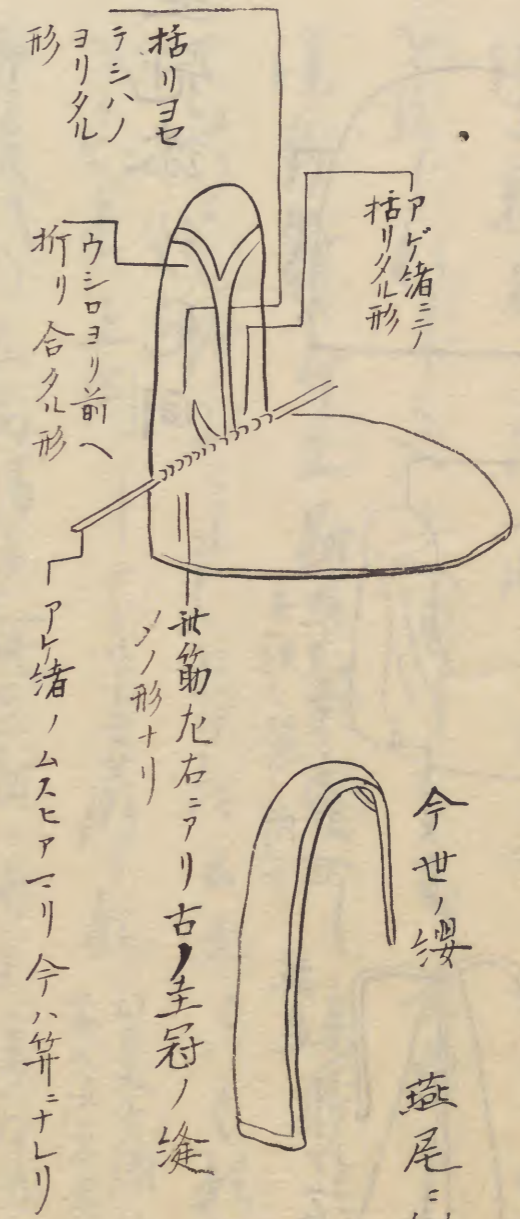 アゲ緒ニテ
括リタル形
括リヨセ
テシハノ
ヨリタル
形
ウシロヨリ前ヘ
折リ合タル形
今世ノ纓
燕尾ニ
此筋左右ニアリ古ノ圭冠ノ縫
メノ形ナリ
アゲ緒ノムスヒアマリ今ハ笄ニナレリ